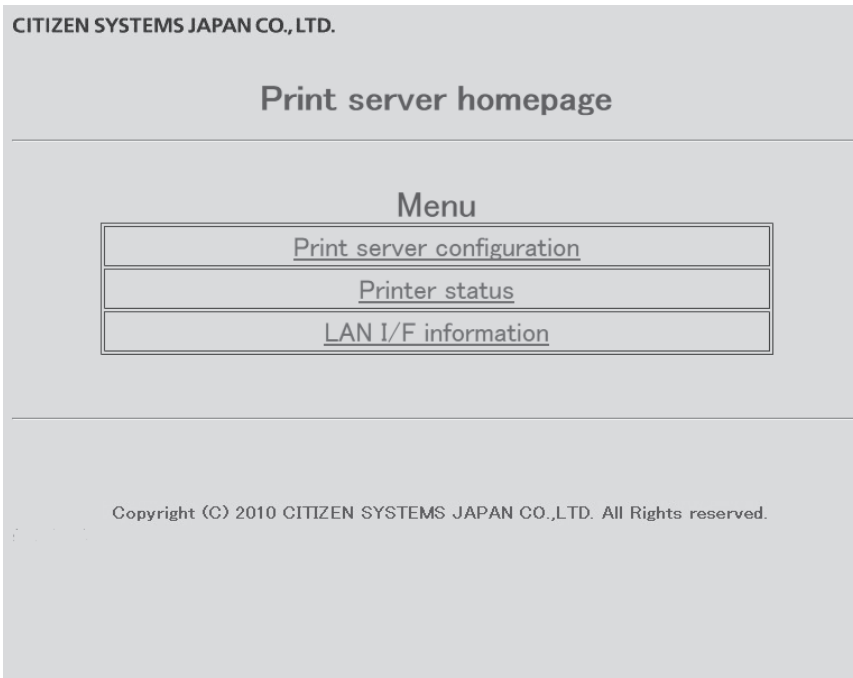 CITIZEN SYSTEMS JAPAN CO., LTD.
Print server homepage
Menu
Print server configuration
Printer status
LAN I/F information
Copyright (C) 2010 CITIZEN SYSTEMS JAPAN CO.,LTD. All Rights reserved.